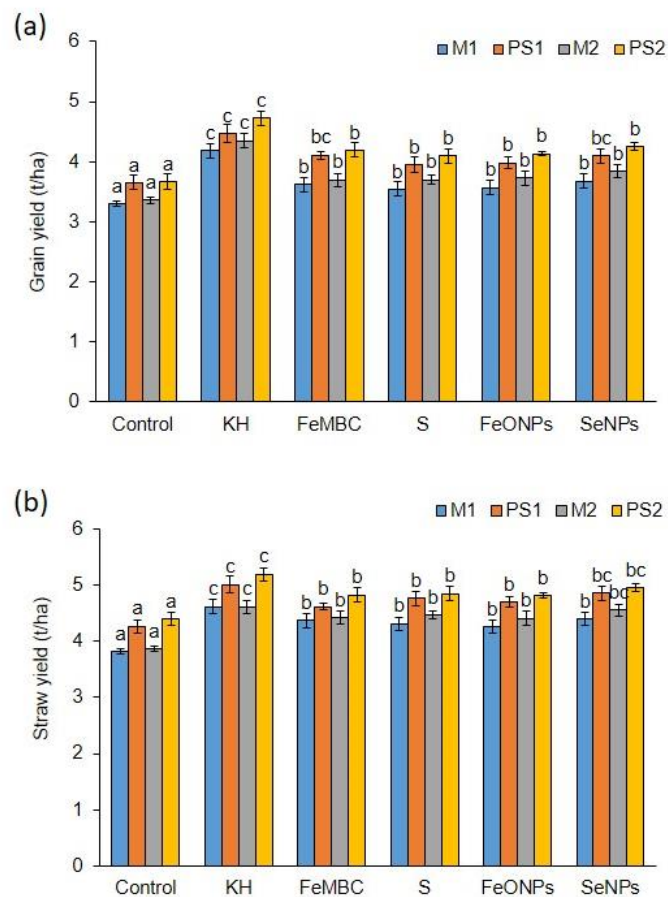 (a)
6
M1 PS1 M2 PS2
5
4
3
2
1
0
Grain yield (t/ha)
a a a a c c c c b bc b b b b b b b b b b b bc b b
Control KH FeMBC S FeONPs SeNPs
(b)
6
M1 PS1 M2 PS2
5
4
3
2
1
0
Straw yield (t/ha)
a a a a c c c c b b b b b b b b b b b b b bc bc bc
Control KH FeMBC S FeONPs SeNPs